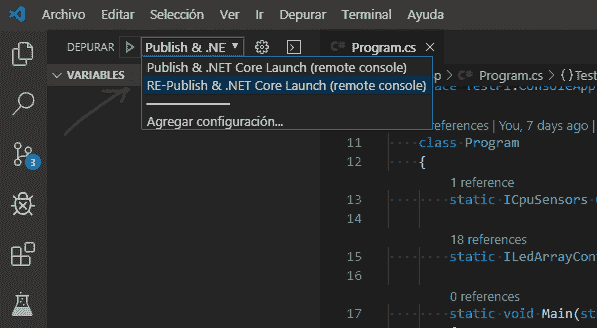 Archivo Editar Selección Ver Ir Depurar Terminal Ayuda
DEPURAR Publish & .NE Program.cs
Publish & .NET Core Launch (remote console)
RE-Publish & .NET Core Launch (remote console)
Agregar configuración...
VARIABLES
Program.cs {}Test
references | You, 7 days ago |
11 class Program
12 {
1 reference
13 static ICpuSensors
14
18 references
15 static ILedArrayCon
16
0 references
17 static void Main(st
3